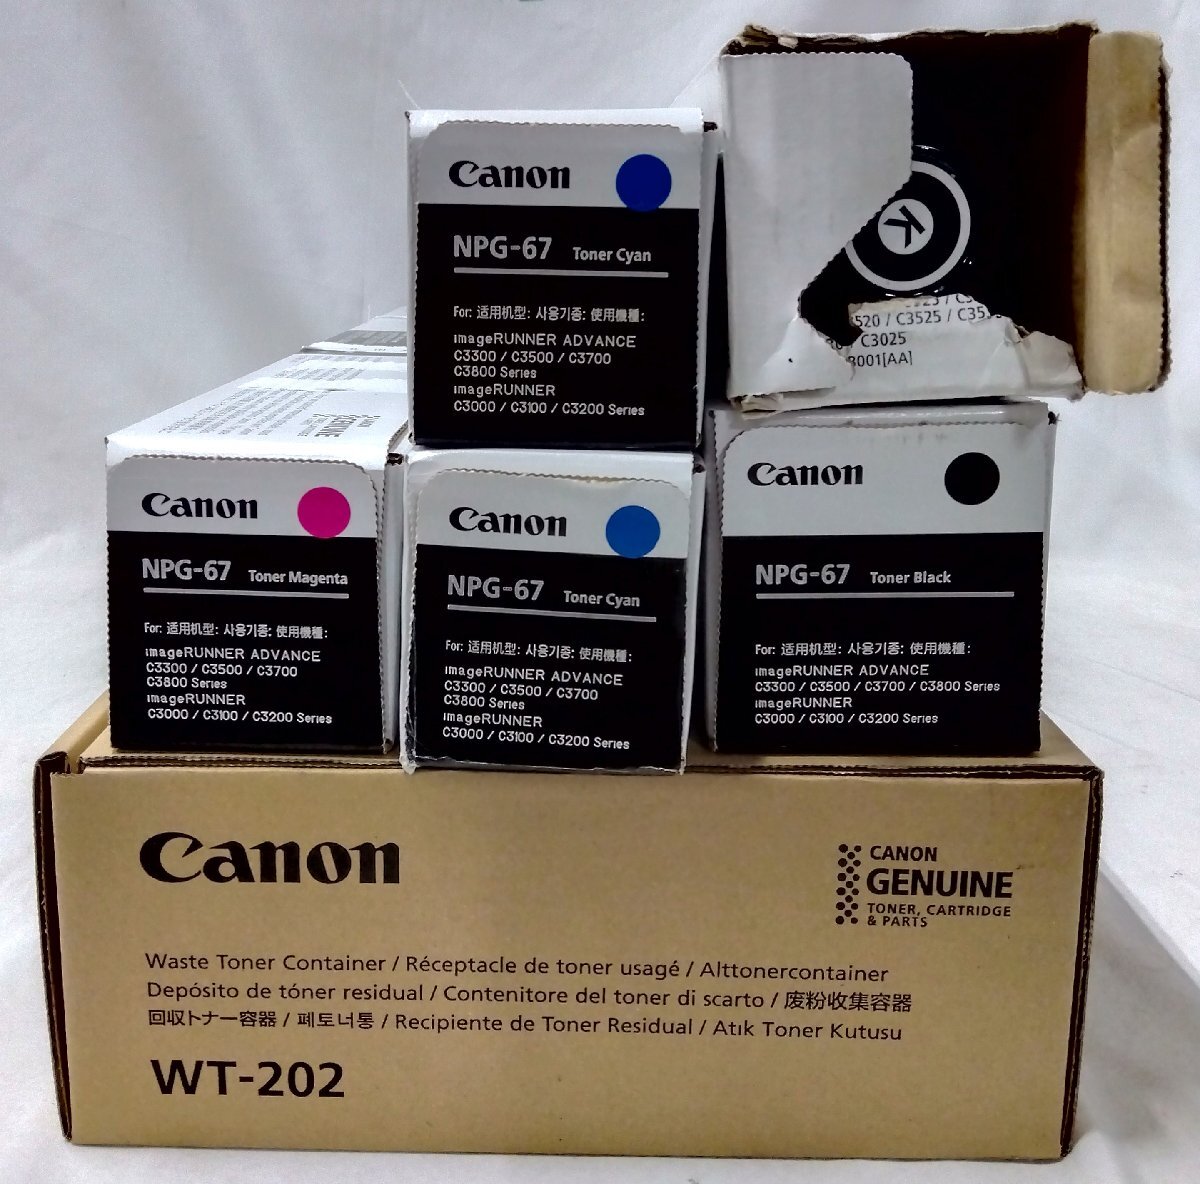 Canon
NPG-67 Toner Cyan
For: 适用机型: 사용기종: 使用機種:
imageRUNNER ADVANCE
C3300 / C3500 / C3700
C3800 Series
imageRUNNER
C3000 / C3100 / C3200 Series
K
520 / C3525
C3025
3001[AA]
Canon
NPG-67 Toner Magenta
For: 适用机型: 사용기종: 使用機種:
imageRUNNER ADVANCE
C3300 / C3500 / C3700
C3800 Series
imageRUNNER
C3000 / C3100 / C3200 Series
Canon
NPG-67 Toner Cyan
For: 适用机型: 사용기종: 使用機種:
imageRUNNER ADVANCE
C3300 / C3500 / C3700
C3800 Series
imageRUNNER
C3000 / C3100 / C3200 Series
Canon
NPG-67 Toner Black
For: 适用机型: 사용기종: 使用機種:
imageRUNNER ADVANCE
C3300 / C3500 / C3700 / C3800 Series
imageRUNNER
C3000 / C3100 / C3200 Series
Canon
CANON
GENUINE
TONER, CARTRIDGE
& PARTS
Waste Toner Container / Réceptacle de toner usagé / Alttonercontainer
Depósito de tóner residual / Contenitore del toner di scarto / 废粉收集容器
回収トナー容器 / 폐토너통 / Recipiente de Toner Residual / Atık Toner Kutusu
WT-202